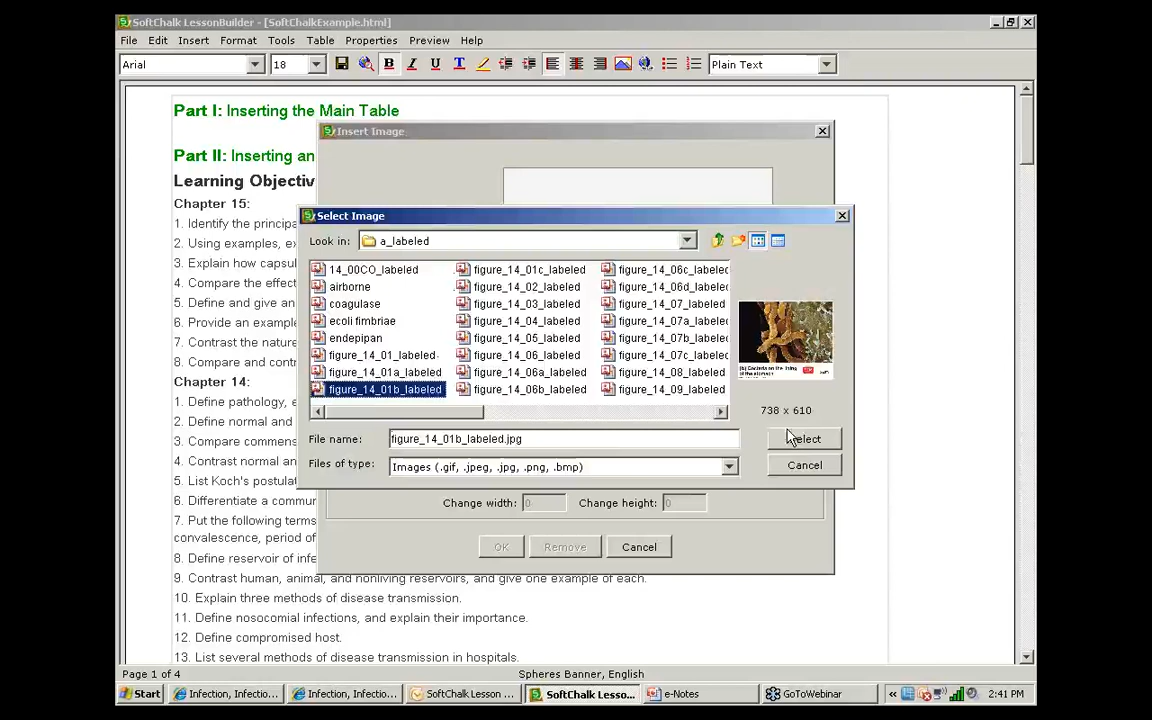 SoftChalk LessonBuilder - [SoftChalkExample.html]
File Edit Insert Format Tools Table Properties Preview Help
Arial 18 B I U T Plain Text
Part I: Inserting the Main Table
Insert Image
Part II: Inserting an
Learning Objectiv
Chapter 15:
1. Identify the principa
2. Using examples, ex
3. Explain how capsul
4. Compare the effect
5. Define and give an
6. Provide an example
7. Contrast the nature
8. Compare and contr
Chapter 14:
1. Define pathology, e
2. Define normal and
3. Compare commens
4. Contrast normal an
5. List Koch's postulat
6. Differentiate a commu
7. Put the following terms
convalescence, period of
8. Define reservoir of infe
9. Contrast human, animal, and nonliving reservoirs, and give one example of each.
10. Explain three methods of disease transmission.
11. Define nosocomial infections, and explain their importance.
12. Define compromised host.
13. List several methods of disease transmission in hospitals.
Select Image
Look in: a_labeled
14_00CO_labeled figure_14_01c_labeled figure_14_06c_labeled
airborne figure_14_02_labeled figure_14_06d_labeled
coagulase figure_14_03_labeled figure_14_07_labeled
ecoli fimbriae figure_14_04_labeled figure_14_07a_labeled
endepipan figure_14_05_labeled figure_14_07b_labeled
figure_14_01_labeled figure_14_06_labeled figure_14_07c_labeled
figure_14_01a_labeled figure_14_06a_labeled figure_14_08_labeled
figure_14_01b_labeled figure_14_06b_labeled figure_14_09_labeled
738 x 610
File name: figure_14_01b_labeled.jpg Select
Files of type: Images (.gif, .jpeg, .jpg, .png, .bmp) Cancel
Change width: 0 Change height: 0
OK Remove Cancel
Page 1 of 4 Spheres Banner, English
Start Infection, Infectio... Infection, Infectio... SoftChalk Lesson ... SoftChalk Lesso... e-Notes GoToWebinar « 2:41 PM